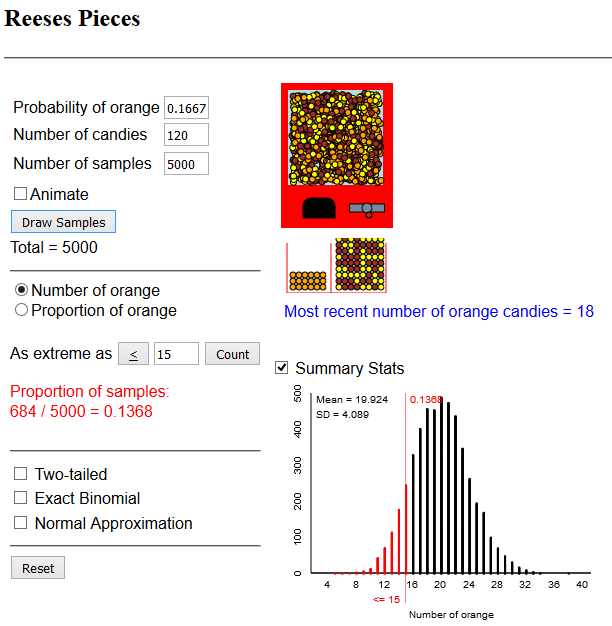 Reeses Pieces
Probability of orange 0.1667
Number of candies 120
Number of samples 5000
Animate
Draw Samples
Total = 5000
Number of orange
Proportion of orange
Most recent number of orange candies = 18
As extreme as ≤ 15 Count
Summary Stats
Proportion of samples:
684 / 5000 = 0.1368
Two-tailed
Exact Binomial
Normal Approximation
Reset
Mean = 19.924
SD = 4.089
0.1368
500
400
300
200
100
0
4 8 12 16 20 24 28 32 36 40
<= 15
Number of orange